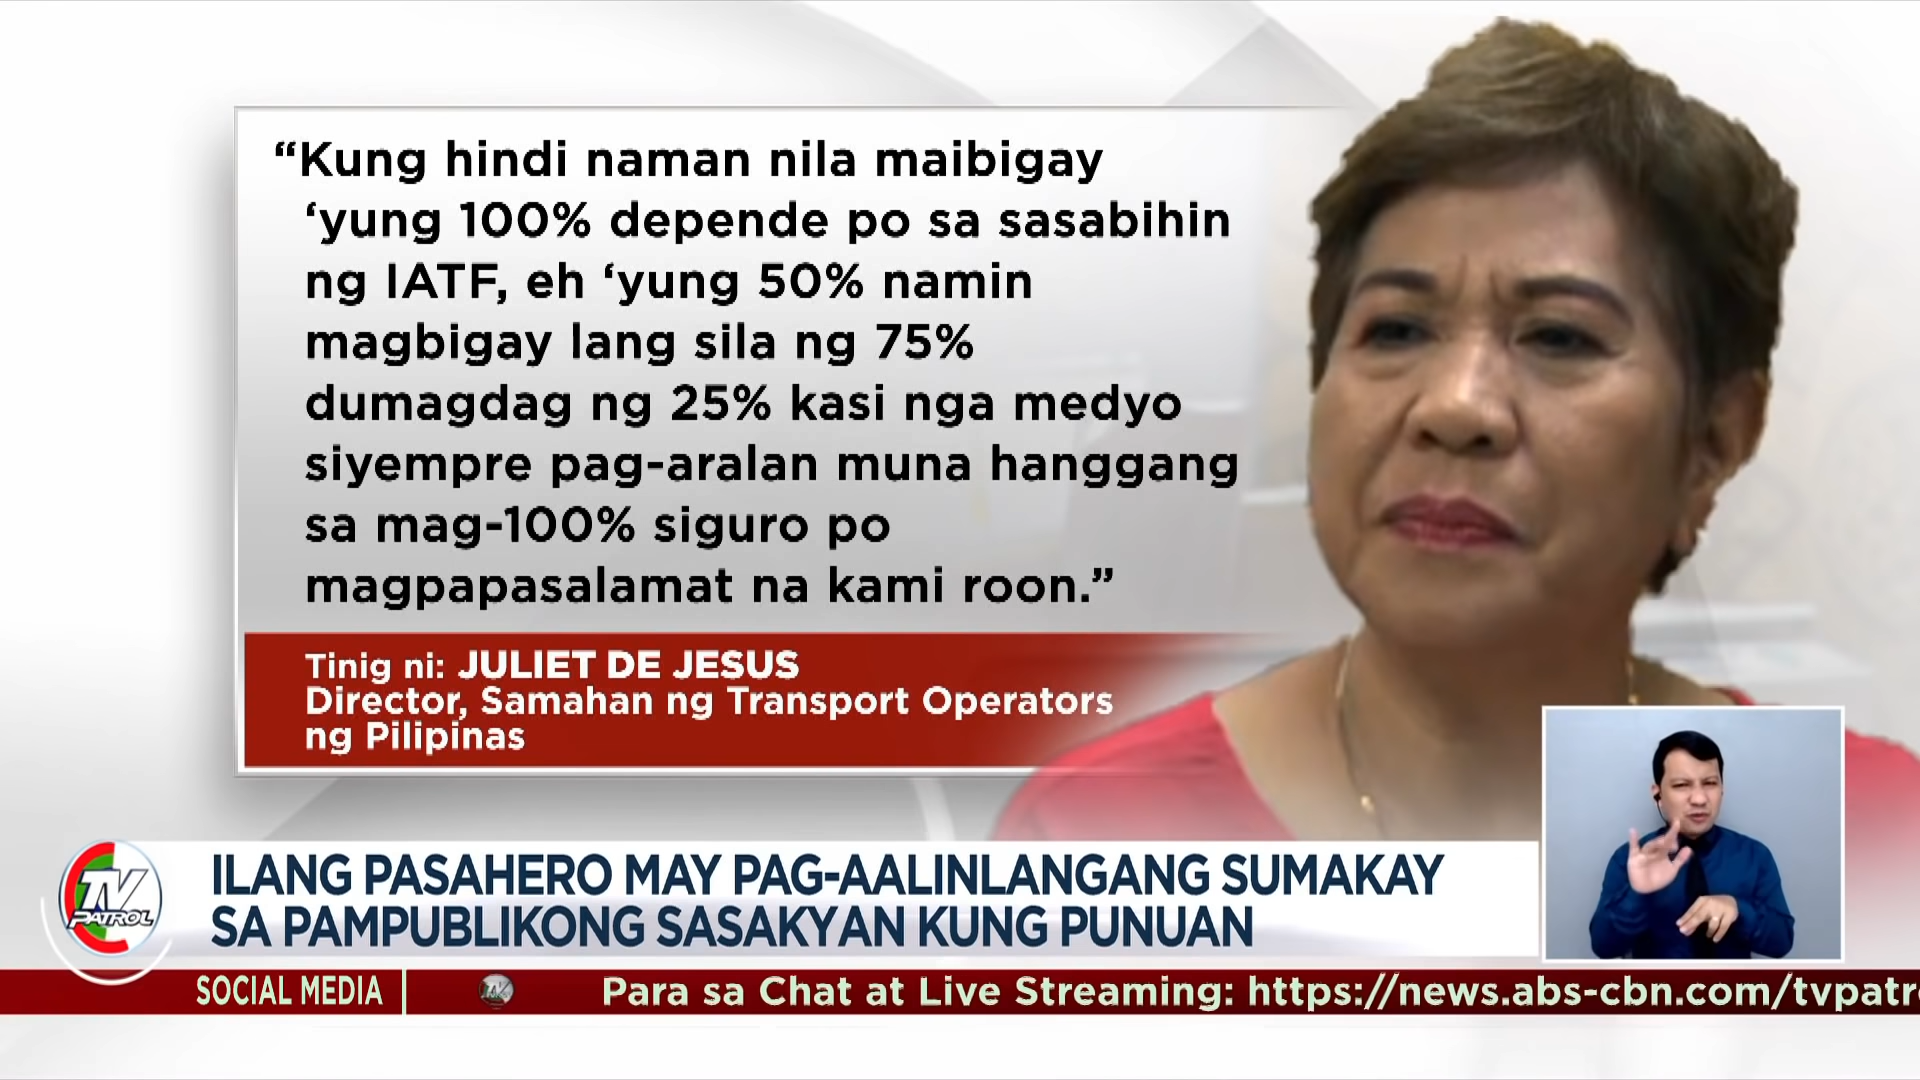 “Kung hindi naman nila maibigay
‘yung 100% depende po sa sasabihin
ng IATF, eh ‘yung 50% namin
magbigay lang sila ng 75%
dumagdag ng 25% kasi nga medyo
siyempre pag-aralan muna hanggang
sa mag-100% siguro po
magpapasalamat na kami roon.”
Tinig ni: JULIET DE JESUS
Director, Samahan ng Transport Operators
ng Pilipinas
TV
PATROL
ILANG PASAHERO MAY PAG-AALINLANGANG SUMAKAY
SA PAMPUBLIKONG SASAKYAN KUNG PUNUAN
SOCIAL MEDIA
Para sa Chat at Live Streaming: https://news.abs-cbn.com/tvpatr